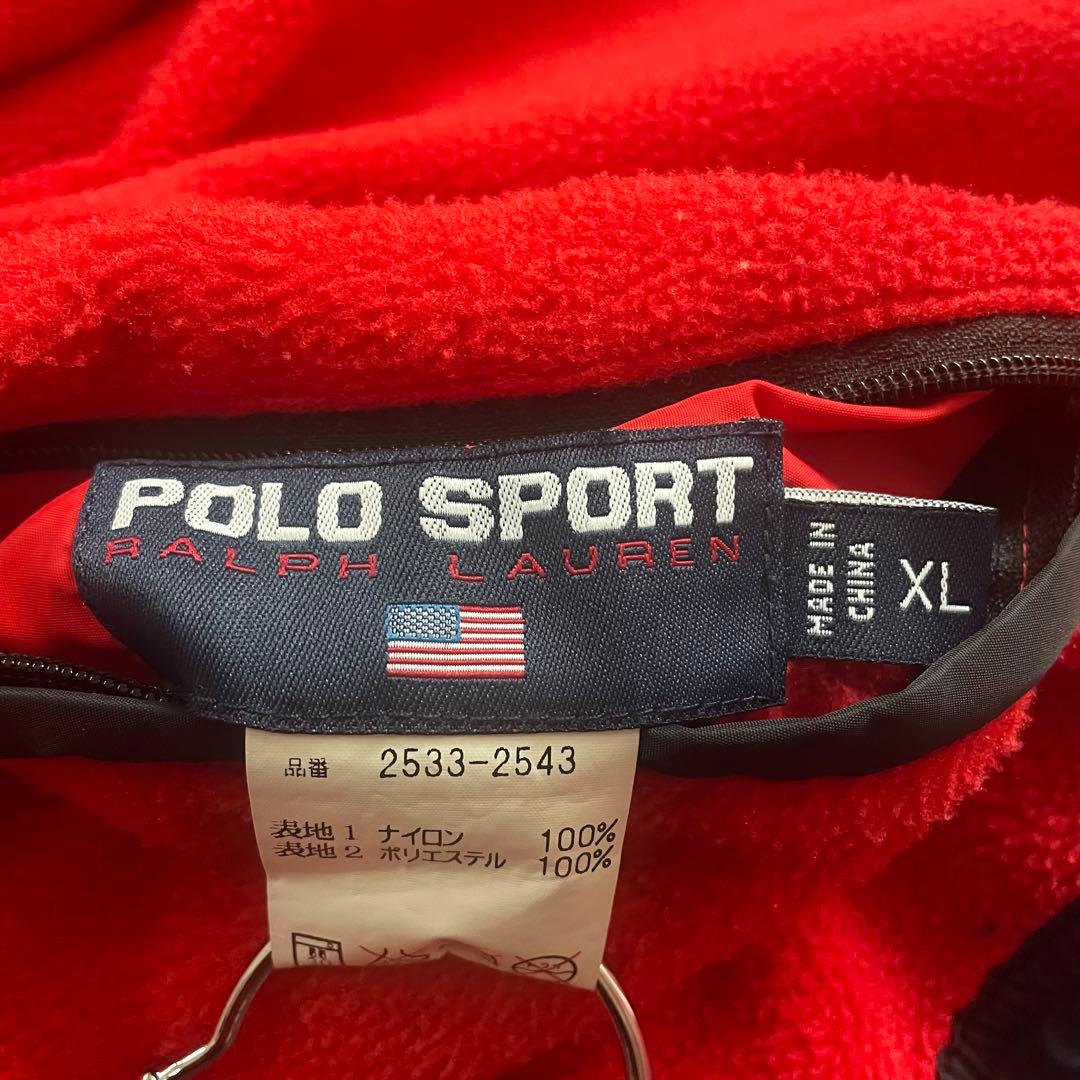 POLO SPORT
RALPH LAUREN
MADE IN
CHINA
XL
品番 2533-2543
表地1 ナイロン 100%
表地2 ポリエステル 100%